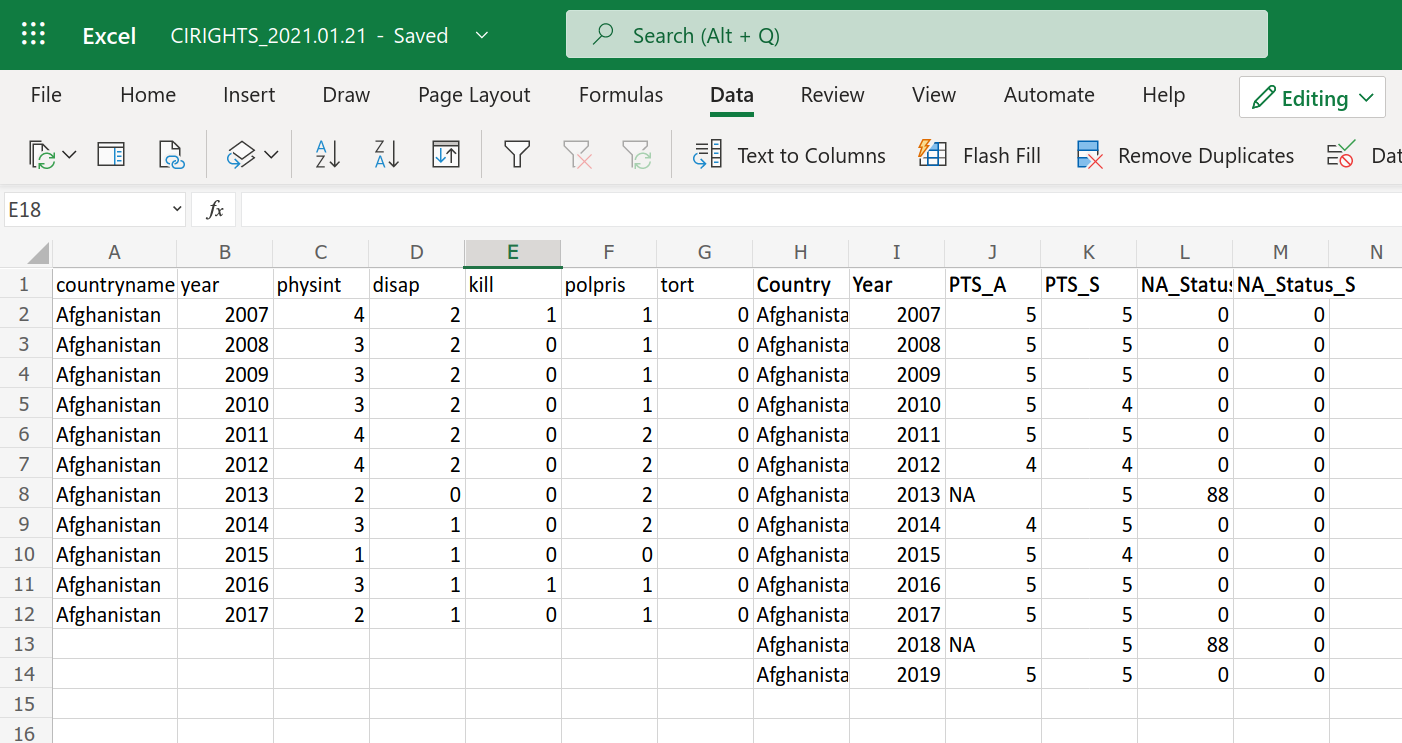 Excel CIRIGHTS_2021.01.21 - Saved Search (Alt + Q)
File Home Insert Draw Page Layout Formulas Data Review View Automate Help Editing
Text to Columns Flash Fill Remove Duplicates Dat
E18 fx
A B C D E F G H I J K L M N
1 countryname year physint disap kill polpris tort Country Year PTS_A PTS_S NA_Statu NA_Status_S
2 Afghanistan 2007 4 2 1 1 0 Afghanista 2007 5 5 0 0
3 Afghanistan 2008 3 2 0 1 0 Afghanista 2008 5 5 0 0
4 Afghanistan 2009 3 2 0 1 0 Afghanista 2009 5 5 0 0
5 Afghanistan 2010 3 2 0 1 0 Afghanista 2010 5 4 0 0
6 Afghanistan 2011 4 2 0 2 0 Afghanista 2011 5 5 0 0
7 Afghanistan 2012 4 2 0 2 0 Afghanista 2012 4 4 0 0
8 Afghanistan 2013 2 0 0 2 0 Afghanista 2013 NA 5 88 0
9 Afghanistan 2014 3 1 0 2 0 Afghanista 2014 4 5 0 0
10 Afghanistan 2015 1 1 0 0 0 Afghanista 2015 5 4 0 0
11 Afghanistan 2016 3 1 1 1 0 Afghanista 2016 5 5 0 0
12 Afghanistan 2017 2 1 0 1 0 Afghanista 2017 5 5 0 0
13 Afghanista 2018 NA 5 88 0
14 Afghanista 2019 5 5 0 0
15
16